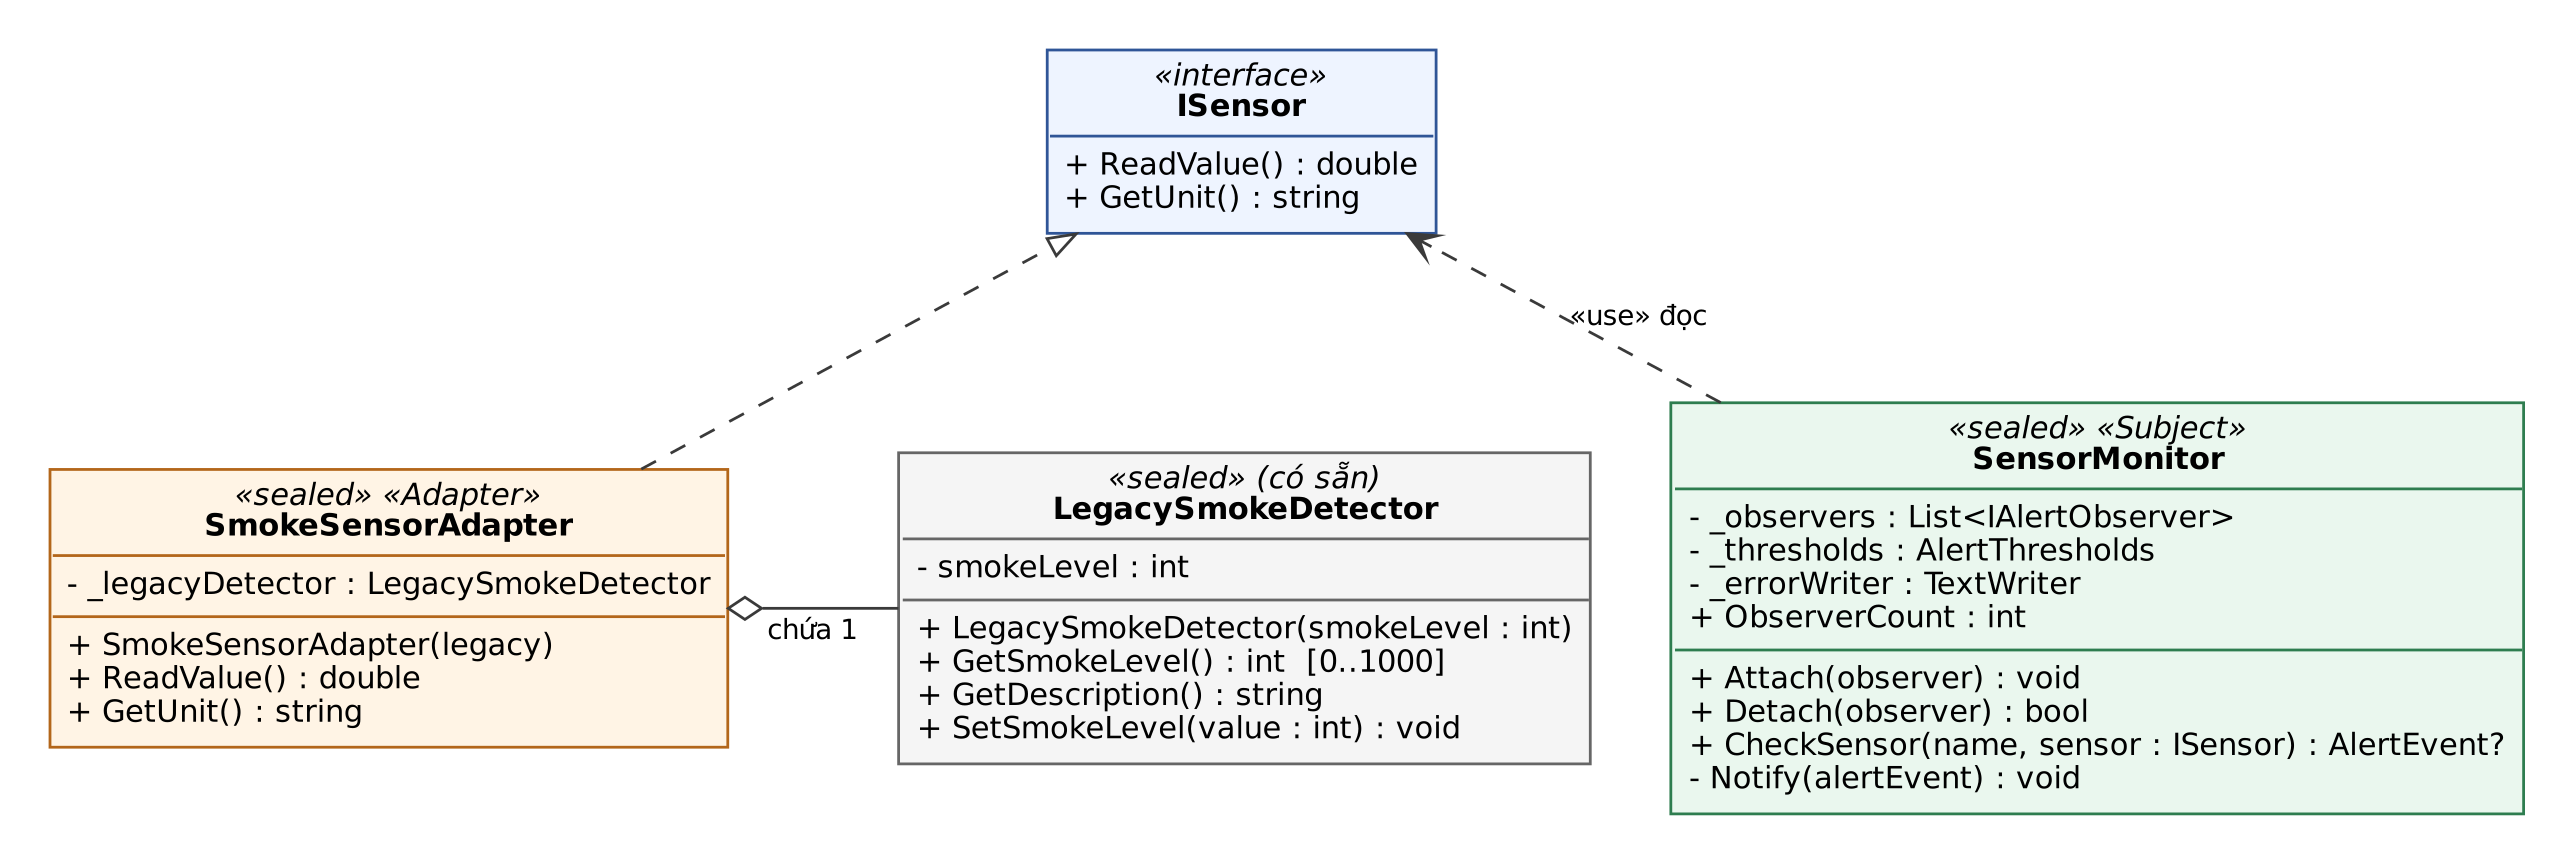 «interface»
ISensor
+ ReadValue() : double
+ GetUnit() : string
«use» đọc
«sealed» «Adapter»
SmokeSensorAdapter
- _legacyDetector : LegacySmokeDetector
+ SmokeSensorAdapter(legacy)
+ ReadValue() : double
+ GetUnit() : string
chứa 1
«sealed» (có sẵn)
LegacySmokeDetector
- smokeLevel : int
+ LegacySmokeDetector(smokeLevel : int)
+ GetSmokeLevel() : int  [0..1000]
+ GetDescription() : string
+ SetSmokeLevel(value : int) : void
«sealed» «Subject»
SensorMonitor
- _observers : List<IAlertObserver>
- _thresholds : AlertThresholds
- _errorWriter : TextWriter
+ ObserverCount : int
+ Attach(observer) : void
+ Detach(observer) : bool
+ CheckSensor(name, sensor : ISensor) : AlertEvent?
- Notify(alertEvent) : void